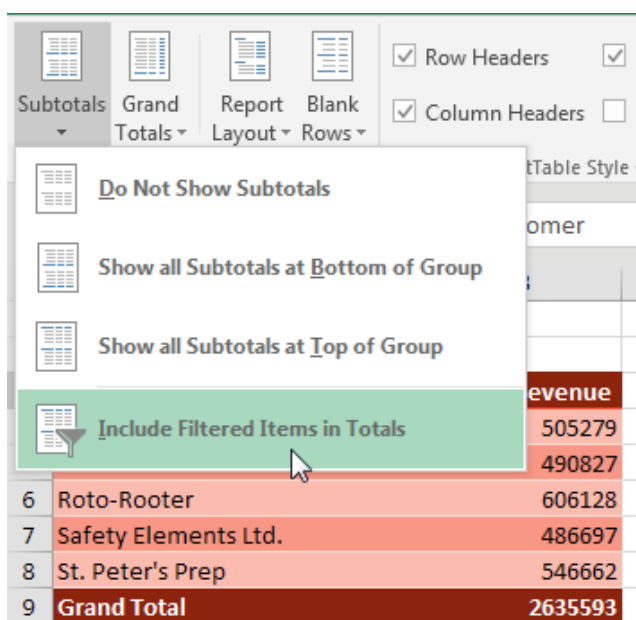 Subtotals Grand Totals Report Layout Blank Rows
Row Headers
Column Headers
tTable Style
Do Not Show Subtotals
omer
Show all Subtotals at Bottom of Group
Show all Subtotals at Top of Group
evenue
Include Filtered Items in Totals 505279
490827
6 Roto-Rooter 606128
7 Safety Elements Ltd. 486697
8 St. Peter's Prep 546662
9 Grand Total 2635593